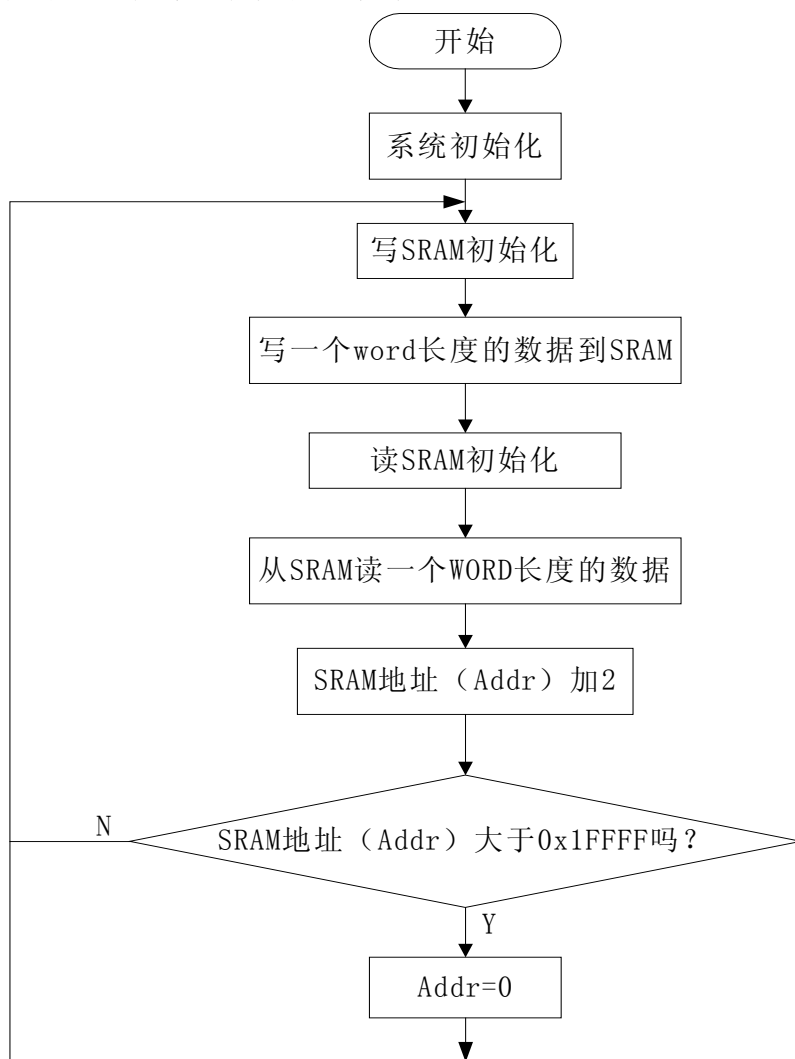 开始
系统初始化
写SRAM初始化
写一个word长度的数据到SRAM
读SRAM初始化
从SRAM读一个WORD长度的数据
SRAM地址（Addr）加2
N
SRAM地址（Addr）大于0x1FFFF吗？
Y
Addr=0